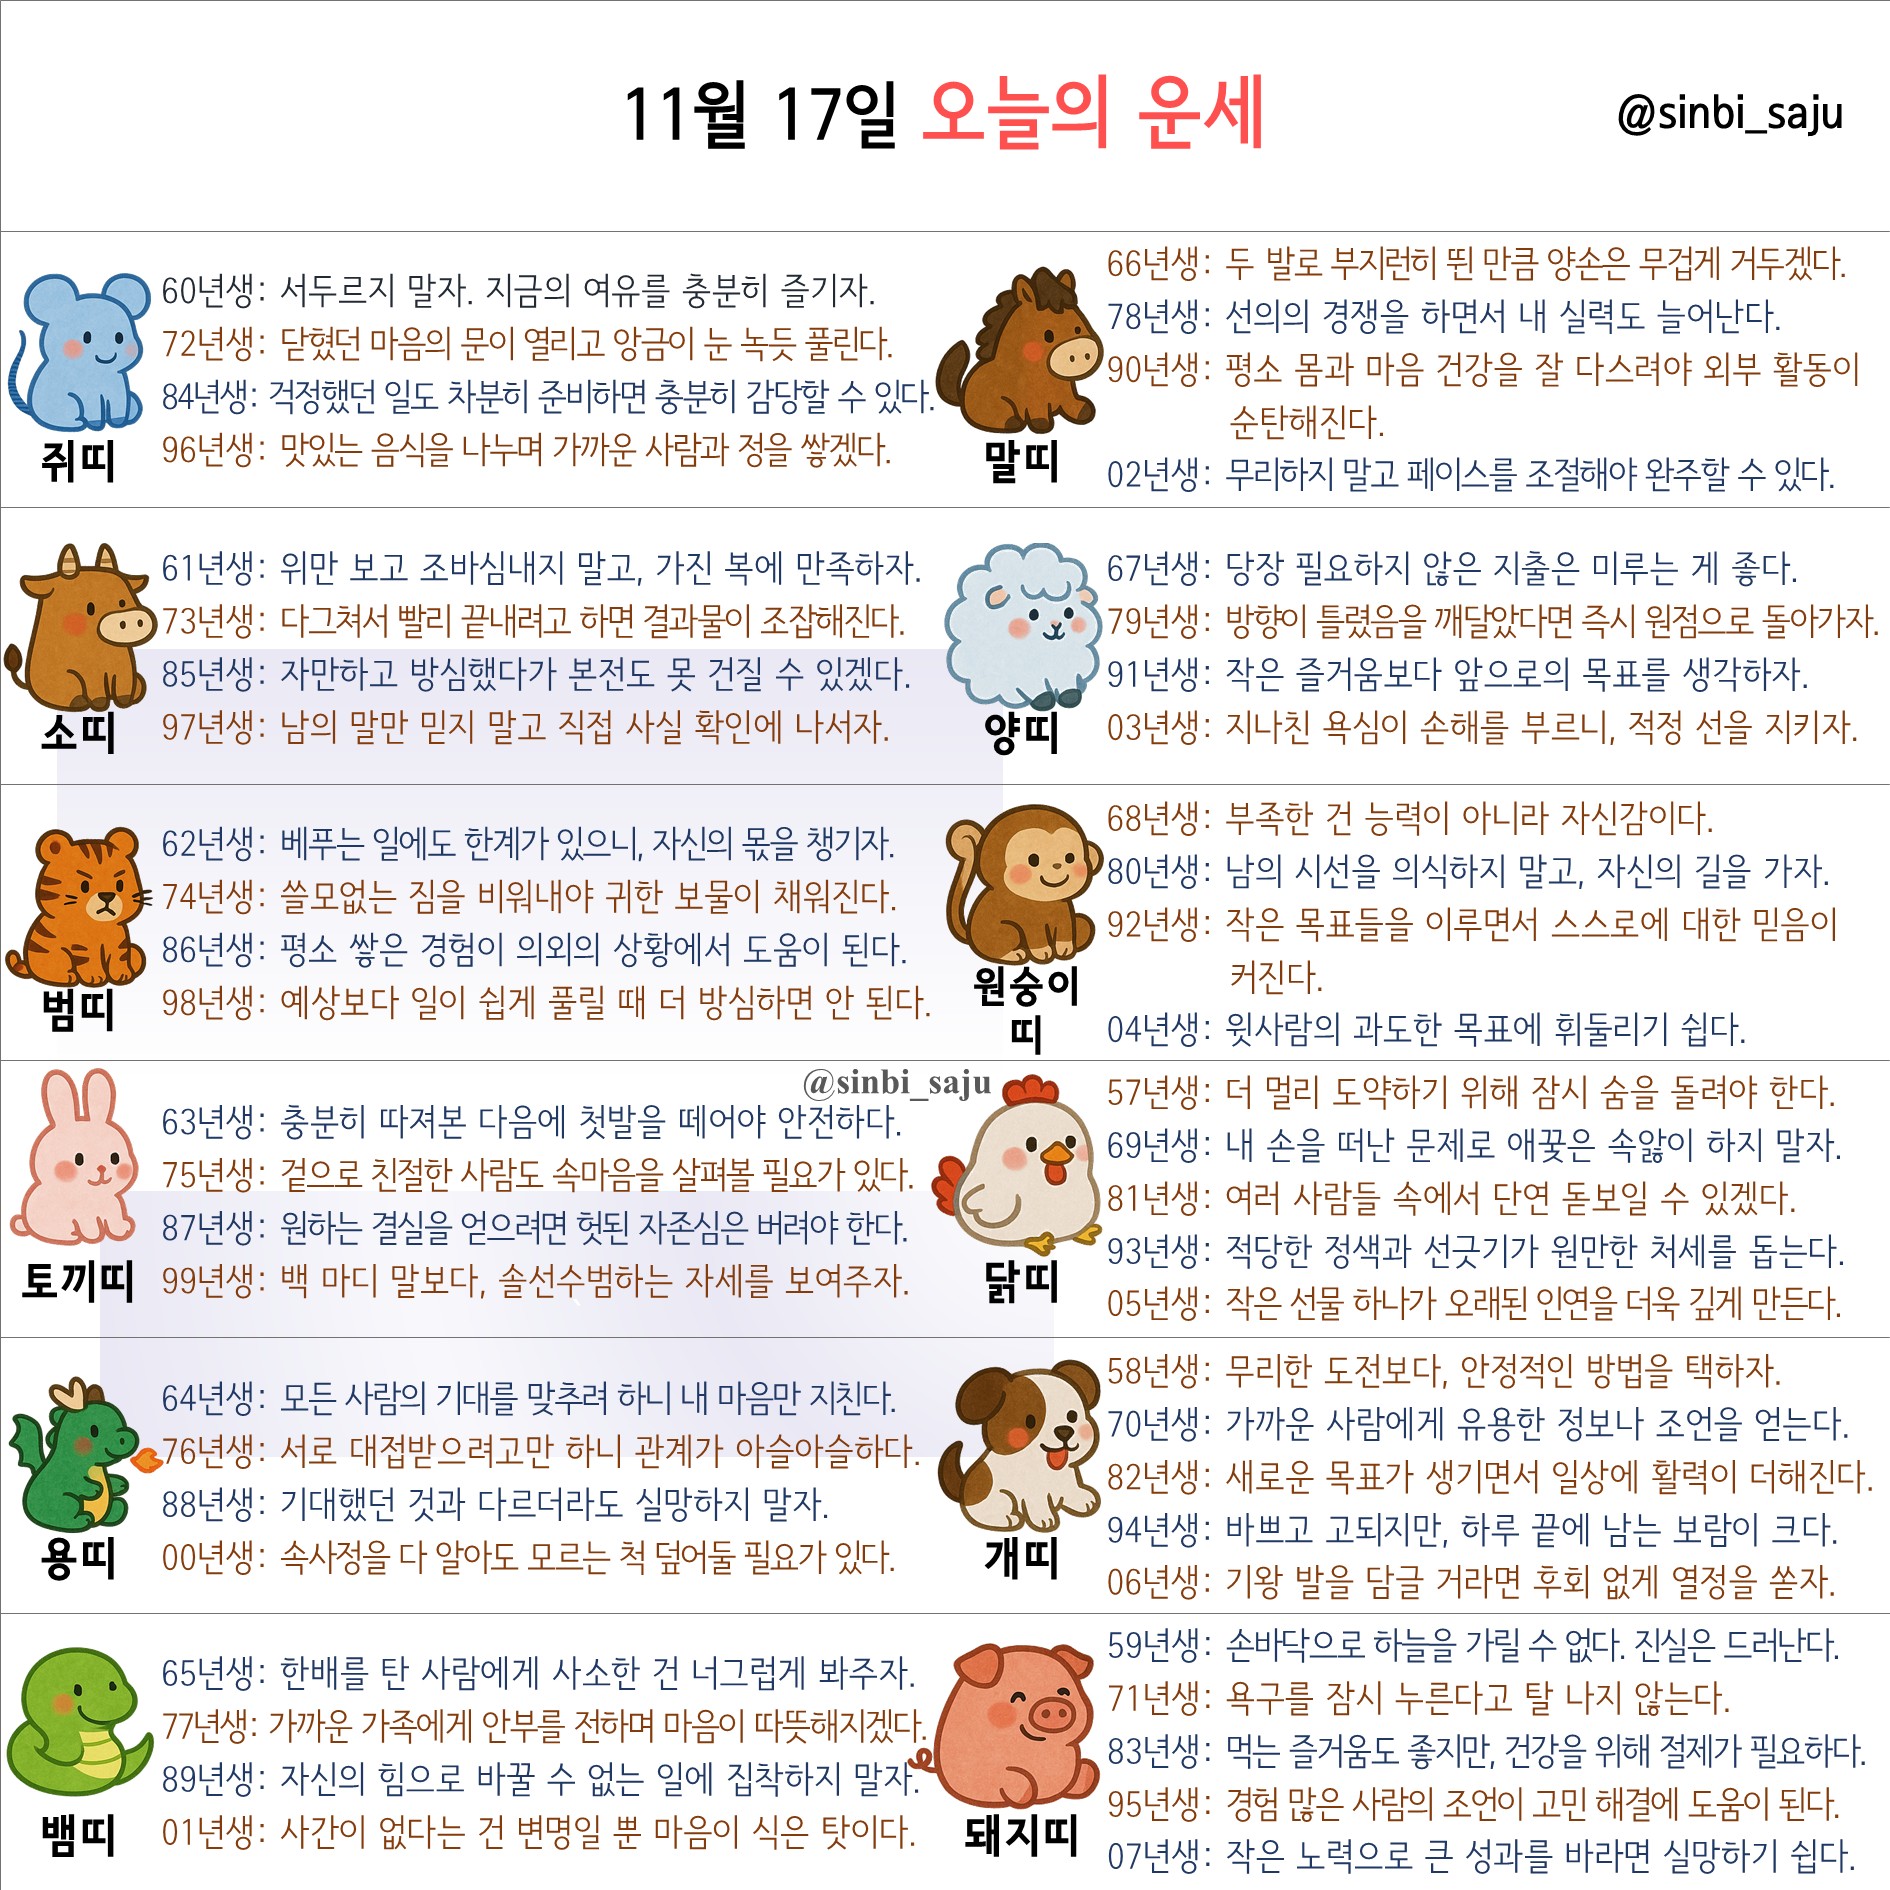 11월 17일 오늘의 운세
@sinbi_saju
60년생: 서두르지 말자. 지금의 여유를 충분히 즐기자.
72년생: 닫혔던 마음의 문이 열리고 앙금이 눈 녹듯 풀린다.
84년생: 걱정했던 일도 차분히 준비하면 충분히 감당할 수 있다.
96년생: 맛있는 음식을 나누며 가까운 사람과 정을 쌓겠다.
쥐띠
66년생: 두 발로 부지런히 뛴 만큼 양손은 무겁게 거두겠다.
78년생: 선의의 경쟁을 하면서 내 실력도 늘어난다.
90년생: 평소 몸과 마음 건강을 잘 다스려야 외부 활동이
순탄해진다.
02년생: 무리하지 말고 페이스를 조절해야 완주할 수 있다.
말띠
61년생: 위만 보고 조바심내지 말고, 가진 복에 만족하자.
73년생: 다그쳐서 빨리 끝내려고 하면 결과물이 조잡해진다.
85년생: 자만하고 방심했다가 본전도 못 건질 수 있겠다.
97년생: 남의 말만 믿지 말고 직접 사실 확인에 나서자.
소띠
67년생: 당장 필요하지 않은 지출은 미루는 게 좋다.
79년생: 방향이 틀렸음을 깨달았다면 즉시 원점으로 돌아가자.
91년생: 작은 즐거움보다 앞으로의 목표를 생각하자.
03년생: 지나친 욕심이 손해를 부르니, 적정 선을 지키자.
양띠
62년생: 베푸는 일에도 한계가 있으니, 자신의 몫을 챙기자.
74년생: 쓸모없는 짐을 비워내야 귀한 보물이 채워진다.
86년생: 평소 쌓은 경험이 의외의 상황에서 도움이 된다.
98년생: 예상보다 일이 쉽게 풀릴 때 더 방심하면 안 된다.
범띠
68년생: 부족한 건 능력이 아니라 자신감이다.
80년생: 남의 시선을 의식하지 말고, 자신의 길을 가자.
92년생: 작은 목표들을 이루면서 스스로에 대한 믿음이
커진다.
04년생: 윗사람의 과도한 목표에 휘둘리기 쉽다.
원숭이
띠
@sinbi_saju
63년생: 충분히 따져본 다음에 첫발을 떼어야 안전하다.
75년생: 겉으로 친절한 사람도 속마음을 살펴볼 필요가 있다.
87년생: 원하는 결실을 얻으려면 헛된 자존심은 버려야 한다.
99년생: 백 마디 말보다, 솔선수범하는 자세를 보여주자.
토끼띠
57년생: 더 멀리 도약하기 위해 잠시 숨을 돌려야 한다.
69년생: 내 손을 떠난 문제로 애꿎은 속앓이 하지 말자.
81년생: 여러 사람들 속에서 단연 돋보일 수 있겠다.
93년생: 적당한 정색과 선긋기가 원만한 처세를 돕는다.
05년생: 작은 선물 하나가 오래된 인연을 더욱 깊게 만든다.
닭띠
64년생: 모든 사람의 기대를 맞추려 하니 내 마음만 지친다.
76년생: 서로 대접받으려고만 하니 관계가 아슬아슬하다.
88년생: 기대했던 것과 다르더라도 실망하지 말자.
00년생: 속사정을 다 알아도 모르는 척 덮어둘 필요가 있다.
용띠
58년생: 무리한 도전보다, 안정적인 방법을 택하자.
70년생: 가까운 사람에게 유용한 정보나 조언을 얻는다.
82년생: 새로운 목표가 생기면서 일상에 활력이 더해진다.
94년생: 바쁘고 고되지만, 하루 끝에 남는 보람이 크다.
06년생: 기왕 발을 담글 거라면 후회 없게 열정을 쏟자.
개띠
65년생: 한배를 탄 사람에게 사소한 건 너그럽게 봐주자.
77년생: 가까운 가족에게 안부를 전하며 마음이 따뜻해지겠다.
89년생: 자신의 힘으로 바꿀 수 없는 일에 집착하지 말자.
01년생: 사간이 없다는 건 변명일 뿐 마음이 식은 탓이다.
뱀띠
59년생: 손바닥으로 하늘을 가릴 수 없다. 진실은 드러난다.
71년생: 욕구를 잠시 누른다고 탈 나지 않는다.
83년생: 먹는 즐거움도 좋지만, 건강을 위해 절제가 필요하다.
95년생: 경험 많은 사람의 조언이 고민 해결에 도움이 된다.
07년생: 작은 노력으로 큰 성과를 바라면 실망하기 쉽다.
돼지띠